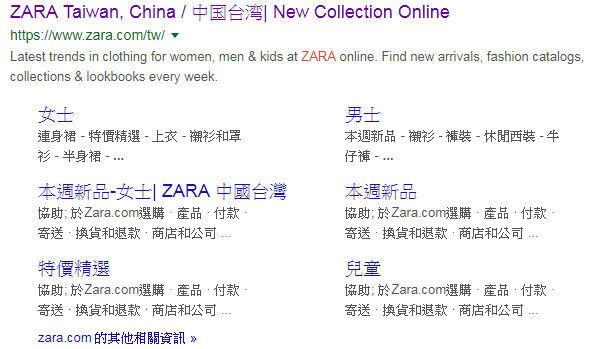 ZARA Taiwan, China / 中国台湾| New Collection Online
https://www.zara.com/tw/
Latest trends in clothing for women, men & kids at ZARA online. Find new arrivals, fashion catalogs,
collections & lookbooks every week.
女士
連身裙 - 特價精選 - 上衣 - 襯衫和罩
衫 - 半身裙 - ...
男士
本週新品 - 襯衫 - 褲裝 - 休閒西裝 - 牛
仔褲 - ...
本週新品-女士| ZARA 中國台灣
協助; 於Zara.com選購 · 產品 · 付款 ·
寄送 · 換貨和退款 · 商店和公司 ...
本週新品
協助; 於Zara.com選購 · 產品 · 付款 ·
寄送 · 換貨和退款 · 商店和公司 ...
特價精選
協助; 於Zara.com選購 · 產品 · 付款 ·
寄送 · 換貨和退款 · 商店和公司 ...
兒童
協助; 於Zara.com選購 · 產品 · 付款 ·
寄送 · 換貨和退款 · 商店和公司 ...
zara.com 的其他相關資訊 »